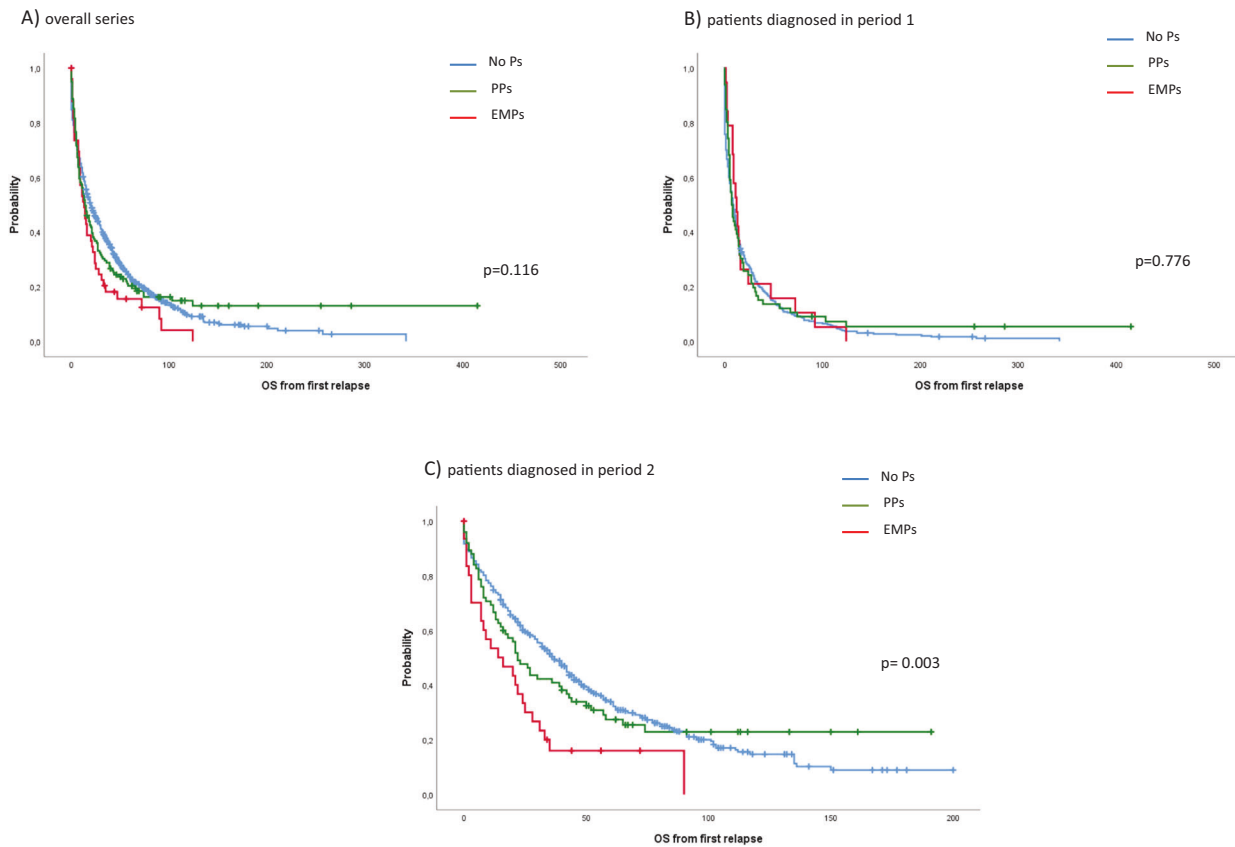 A) overall series
No Ps
PPs
EMPs
1,0
0,8
0,6
0,4
0,2
0,0
Probability
p=0.116
0 100 200 300 400 500
OS from first relapse
B) patients diagnosed in period 1
No Ps
PPs
EMPs
1,0
0,8
0,6
0,4
0,2
0,0
Probability
p=0.776
0 100 200 300 400 500
OS from first relapse
C) patients diagnosed in period 2
No Ps
PPs
EMPs
1,0
0,8
0,6
0,4
0,2
0,0
Probability
p= 0.003
0 50 100 150 200
OS from first relapse